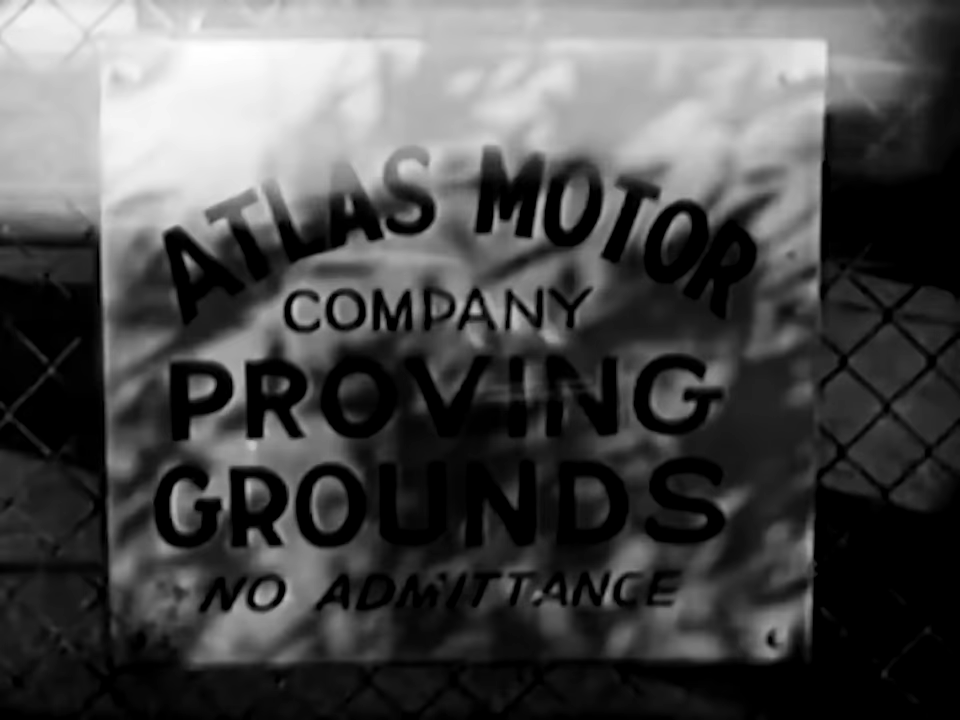 ATLAS MOTOR
COMPANY
PROVING
GROUNDS
NO ADMITTANCE